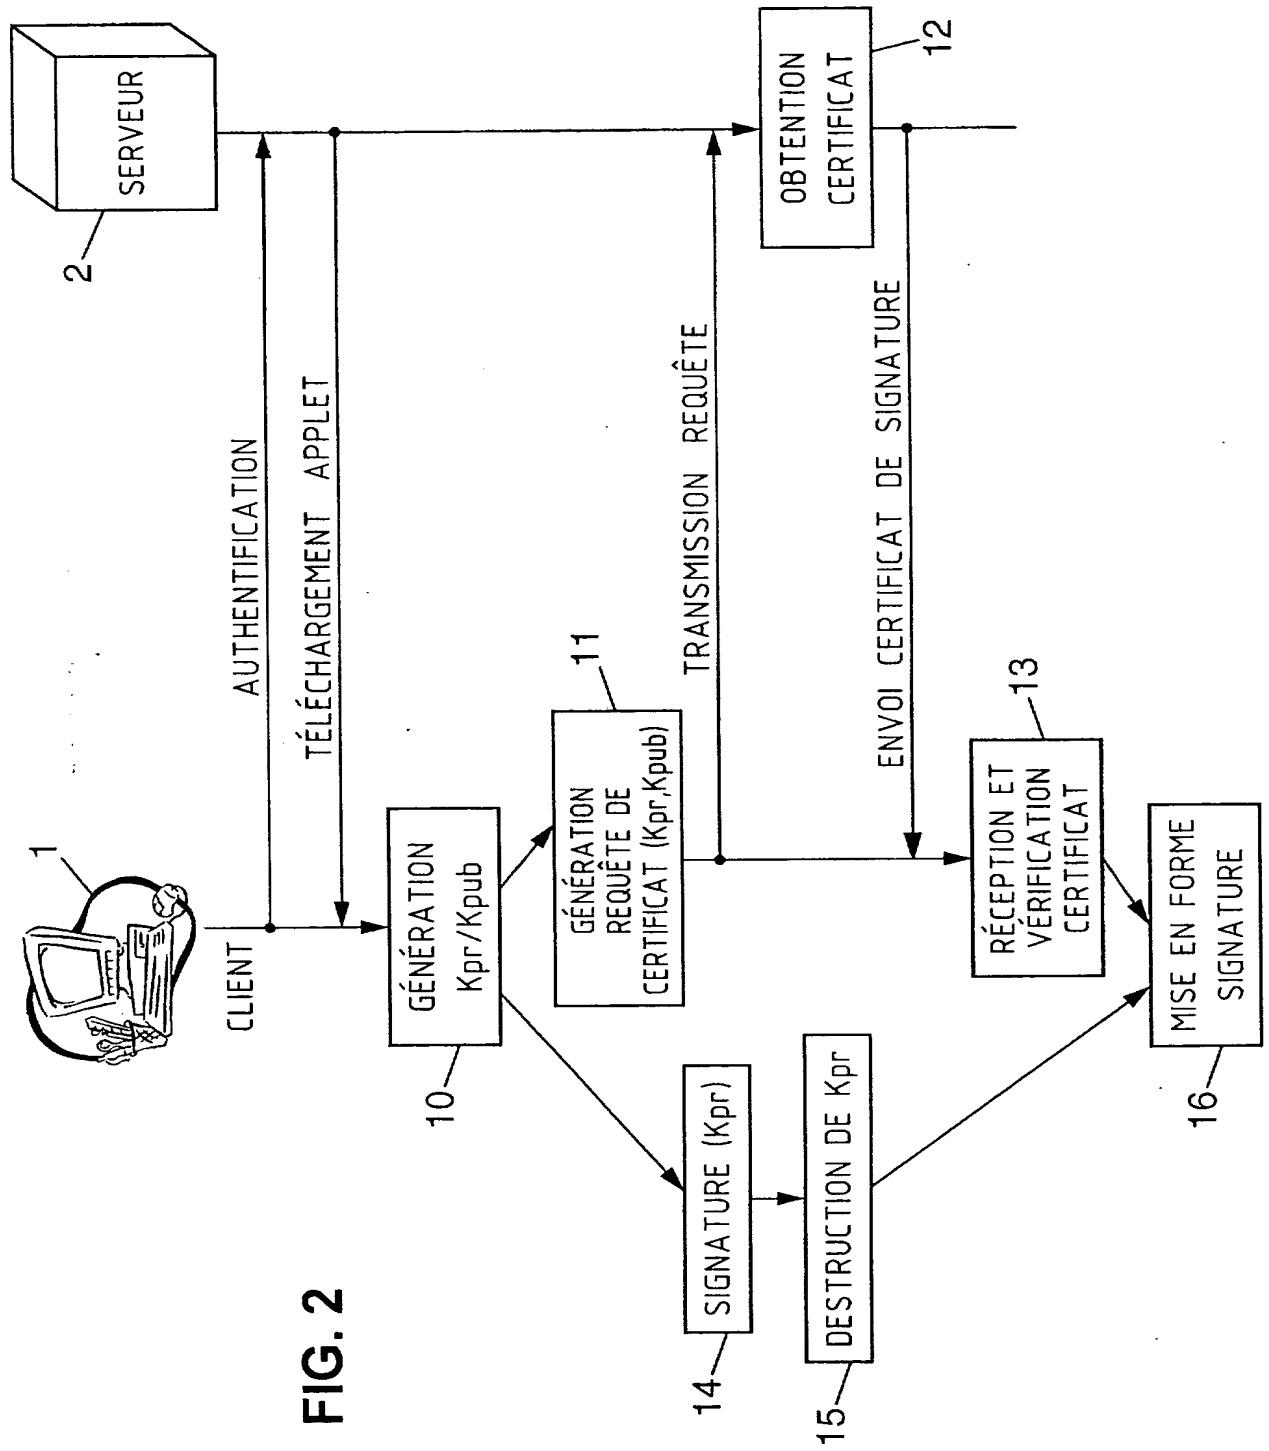 FIG. 2
1
CLIENT
2
SERVEUR
AUTHENTIFICATION
TÉLÉCHARGEMENT APPLET
10
GÉNÉRATION
Kpr/Kpub
11
GÉNÉRATION
REQUÊTE DE
CERTIFICAT (Kpr,Kpub)
TRANSMISSION REQUÊTE
12
OBTENTION
CERTIFICAT
14
SIGNATURE (Kpr)
15
DESTRUCTION DE Kpr
ENVOI CERTIFICAT DE SIGNATURE
13
RÉCEPTION ET
VÉRIFICATION
CERTIFICAT
16
MISE EN FORME
SIGNATURE